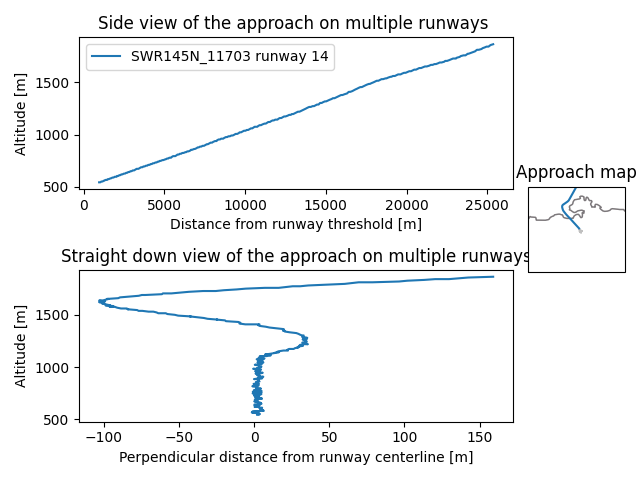 Side view of the approach on multiple runways
SWR145N_11703 runway 14
Altitude [m]
1500
1000
500
0 5000 10000 15000 20000 25000
Distance from runway threshold [m]
Approach map
Straight down view of the approach on multiple runways
Altitude [m]
1500
1000
500
−100 −50 0 50 100 150
Perpendicular distance from runway centerline [m]